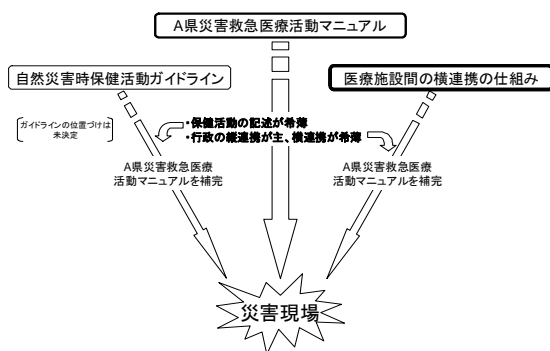 A県災害救急医療活動マニュアル
自然災害時保健活動ガイドライン
医療施設間の横連携の仕組み
ガイドラインの位置づけは
未決定
・保健活動の記述が希薄
・行政の縦連携が主、横連携が希薄
A県災害救急医療
活動マニュアルを補完
A県災害救急医療
活動マニュアルを補完
災害現場